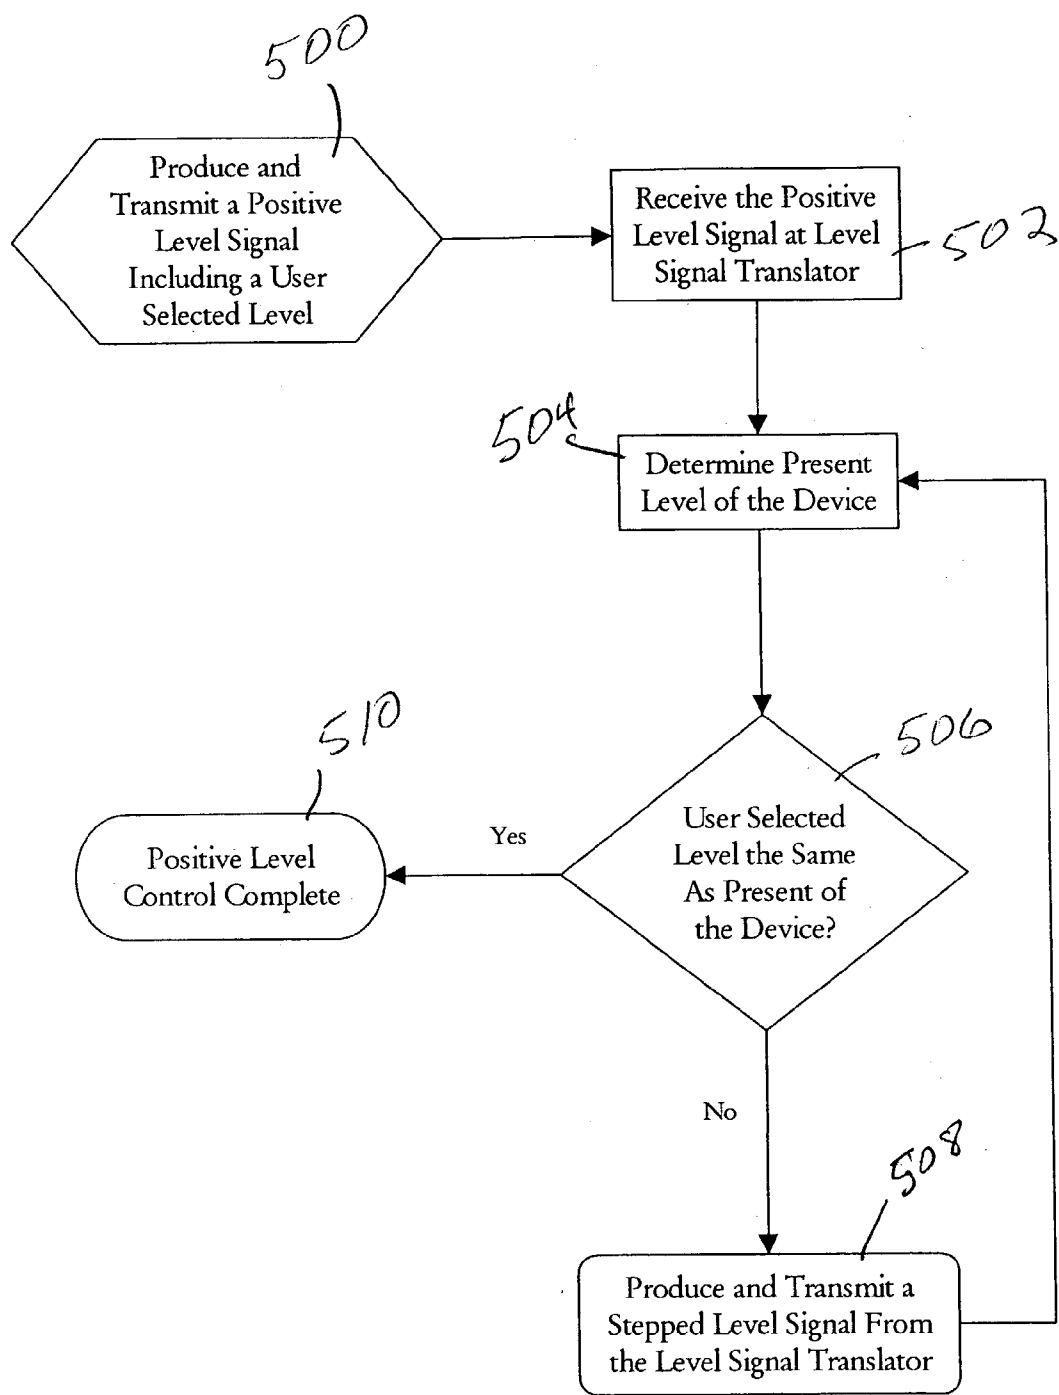 500
Produce and
Transmit a Positive
Level Signal
Including a User
Selected Level
Receive the Positive
Level Signal at Level
Signal Translator
502
504
Determine Present
Level of the Device
506
User Selected
Level the Same
As Present of
the Device?
Yes
510
Positive Level
Control Complete
No
508
Produce and Transmit a
Stepped Level Signal From
the Level Signal Translator